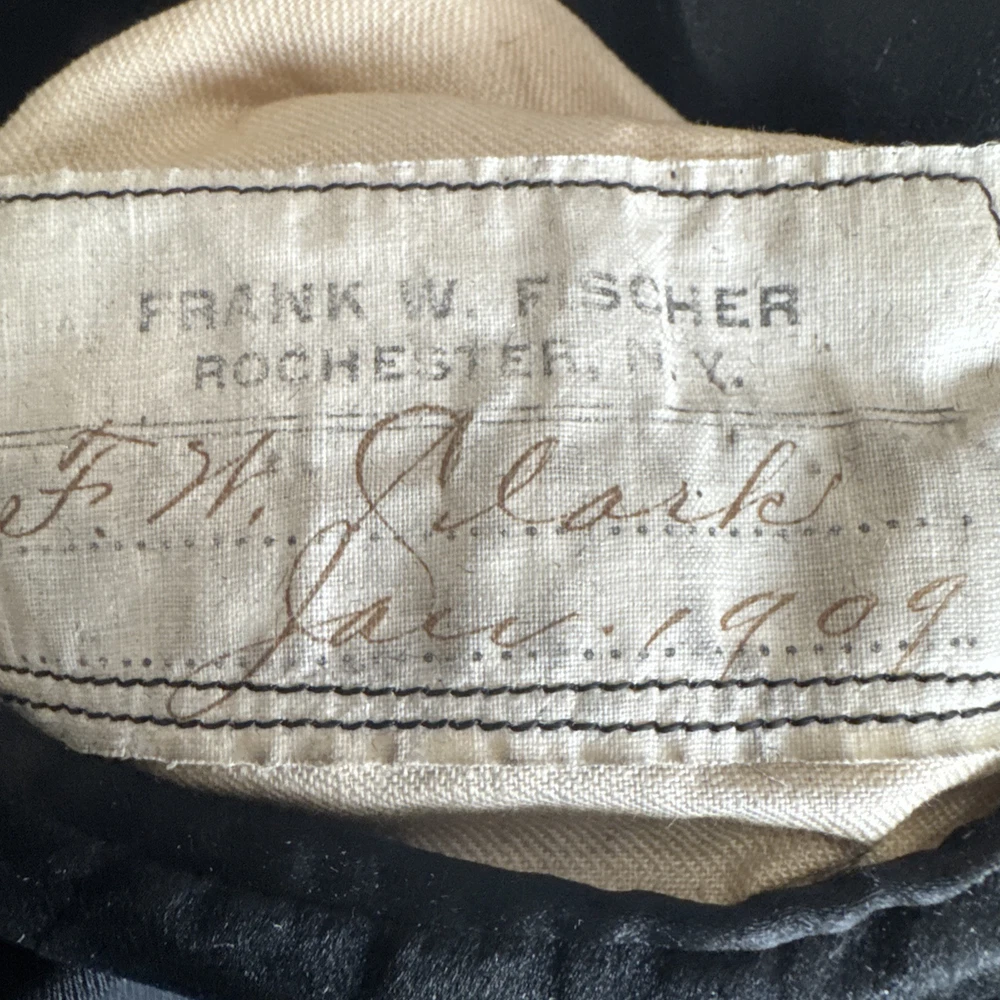 FRANK W. FISCHER
ROCHESTER, N.Y.
F. W. Clark
Jan. 1909